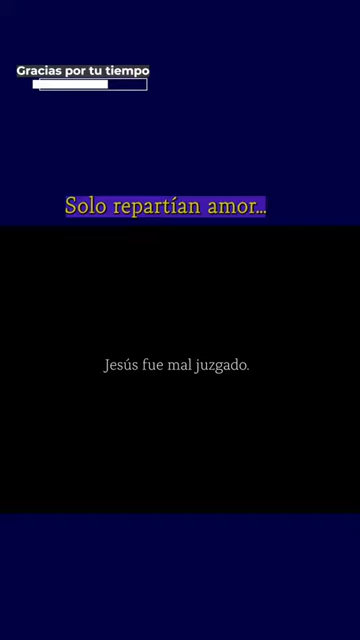 Gracias por tu tiempo
Solo repartían amor...
Jesús fue mal juzgado.